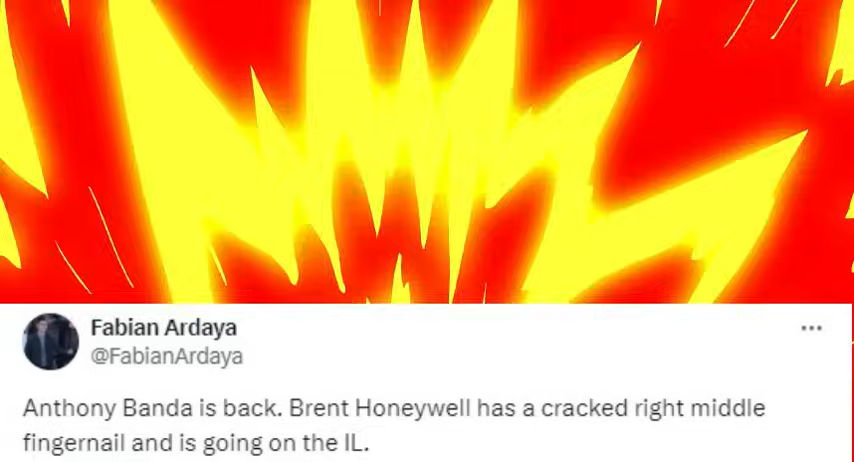 Fabian Ardaya
@FabianArdaya
Anthony Banda is back. Brent Honeywell has a cracked right middle
fingernail and is going on the IL.